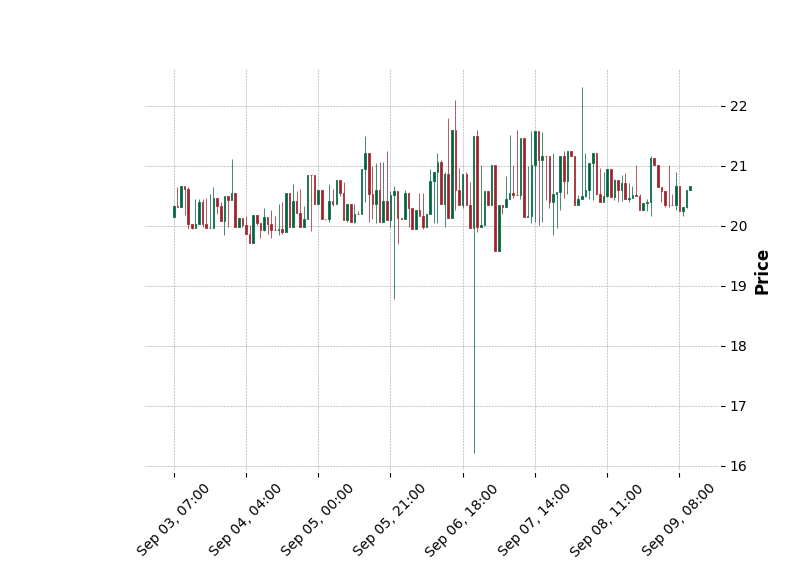 22
21
20
19
18
17
16
Price
Sep 03, 07:00
Sep 04, 04:00
Sep 05, 00:00
Sep 05, 21:00
Sep 06, 18:00
Sep 07, 14:00
Sep 08, 11:00
Sep 09, 08:00